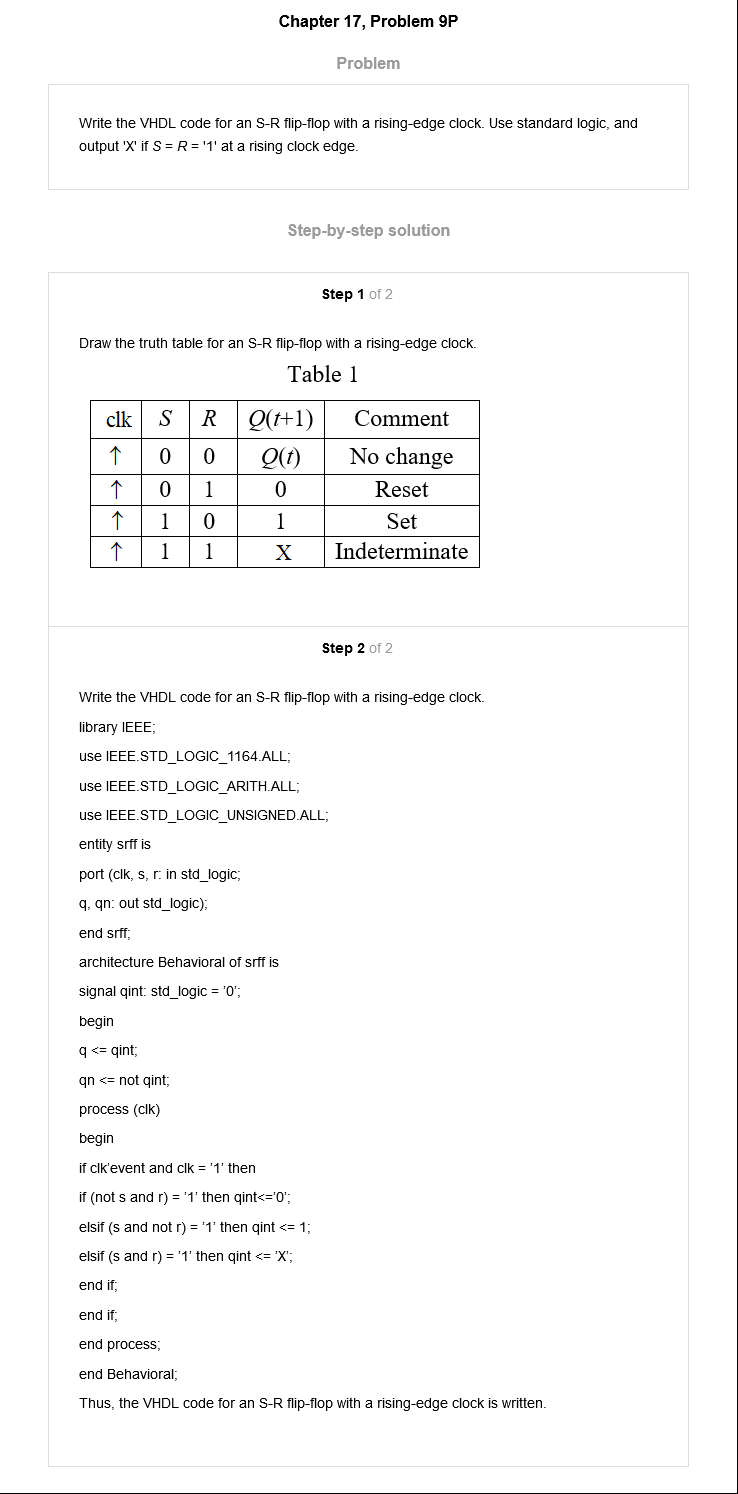 Chapter 17, Problem 9P
Problem
Write the VHDL code for an S-R flip-flop with a rising-edge clock. Use standard logic, and
output 'X' if S = R = '1' at a rising clock edge.
Step-by-step solution
Step 1 of 2
Draw the truth table for an S-R flip-flop with a rising-edge clock.
Table 1
clk S R Q(t+1) Comment
↑ 0 0 Q(t) No change
↑ 0 1 0 Reset
↑ 1 0 1 Set
↑ 1 1 X Indeterminate
Step 2 of 2
Write the VHDL code for an S-R flip-flop with a rising-edge clock.
library IEEE;
use IEEE.STD_LOGIC_1164.ALL;
use IEEE.STD_LOGIC_ARITH.ALL;
use IEEE.STD_LOGIC_UNSIGNED.ALL;
entity srff is
port (clk, s, r: in std_logic;
q, qn: out std_logic);
end srff;
architecture Behavioral of srff is
signal qint: std_logic = '0';
begin
q <= qint;
qn <= not qint;
process (clk)
begin
if clk'event and clk = '1' then
if (not s and r) = '1' then qint<='0';
elsif (s and not r) = '1' then qint <= 1;
elsif (s and r) = '1' then qint <= 'X';
end if;
end if;
end process;
end Behavioral;
Thus, the VHDL code for an S-R flip-flop with a rising-edge clock is written.